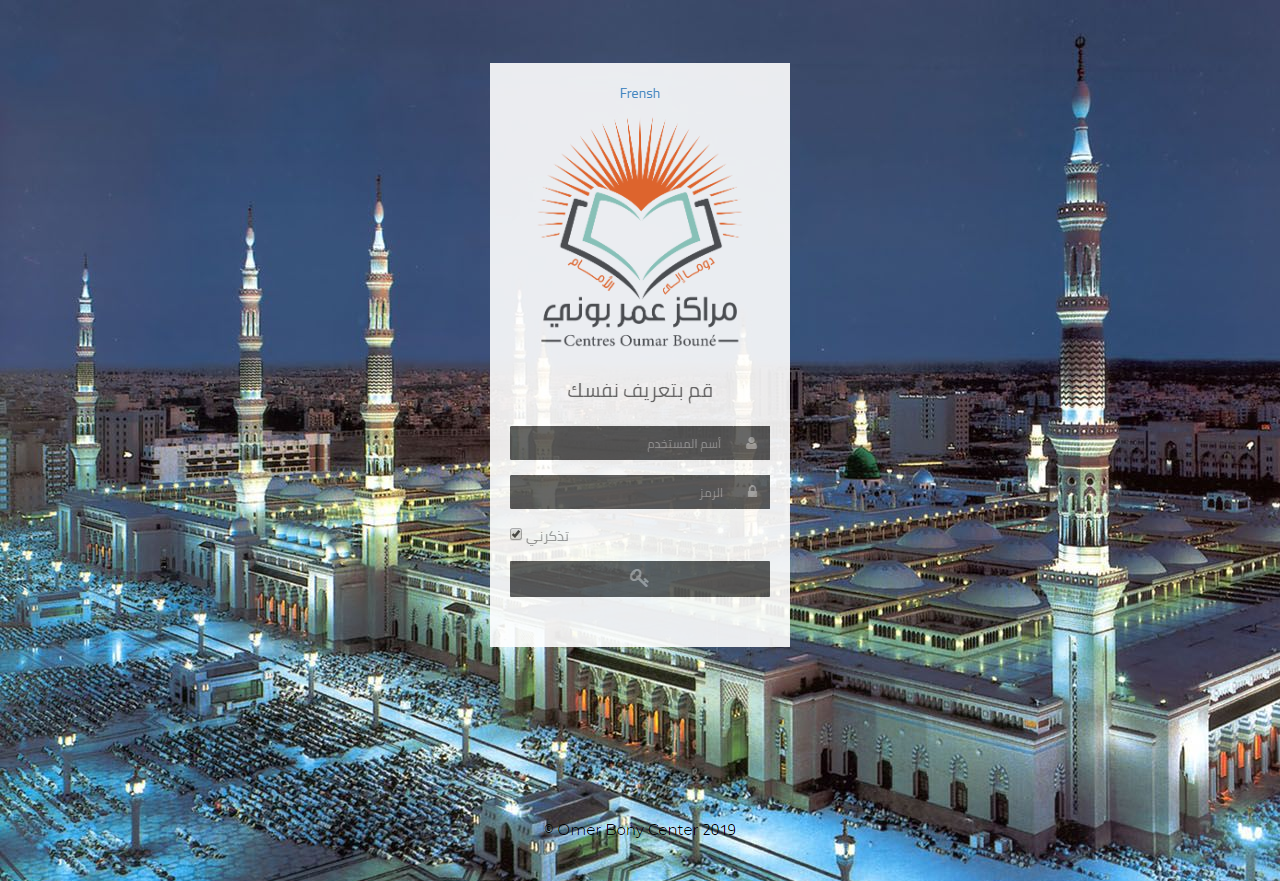 Frensh
دوما إلى الأمام
مراكز عمر بوني
Centres Oumar Bouné
قم بتعريف نفسك
أسم المستخدم
الرمز
تذكرني
© Omer Bony Center 2019